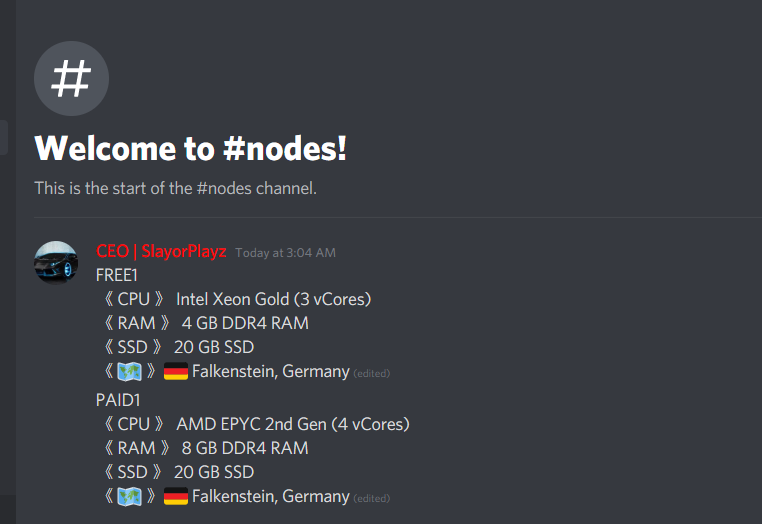 #
Welcome to #nodes!
This is the start of the #nodes channel.
CEO | SlayorPlayz Today at 3:04 AM
FREE1
《 CPU 》 Intel Xeon Gold (3 vCores)
《 RAM 》 4 GB DDR4 RAM
《 SSD 》 20 GB SSD
《 🗺️ 》 🇩🇪 Falkenstein, Germany (edited)
PAID1
《 CPU 》 AMD EPYC 2nd Gen (4 vCores)
《 RAM 》 8 GB DDR4 RAM
《 SSD 》 20 GB SSD
《 🗺️ 》 🇩🇪 Falkenstein, Germany (edited)